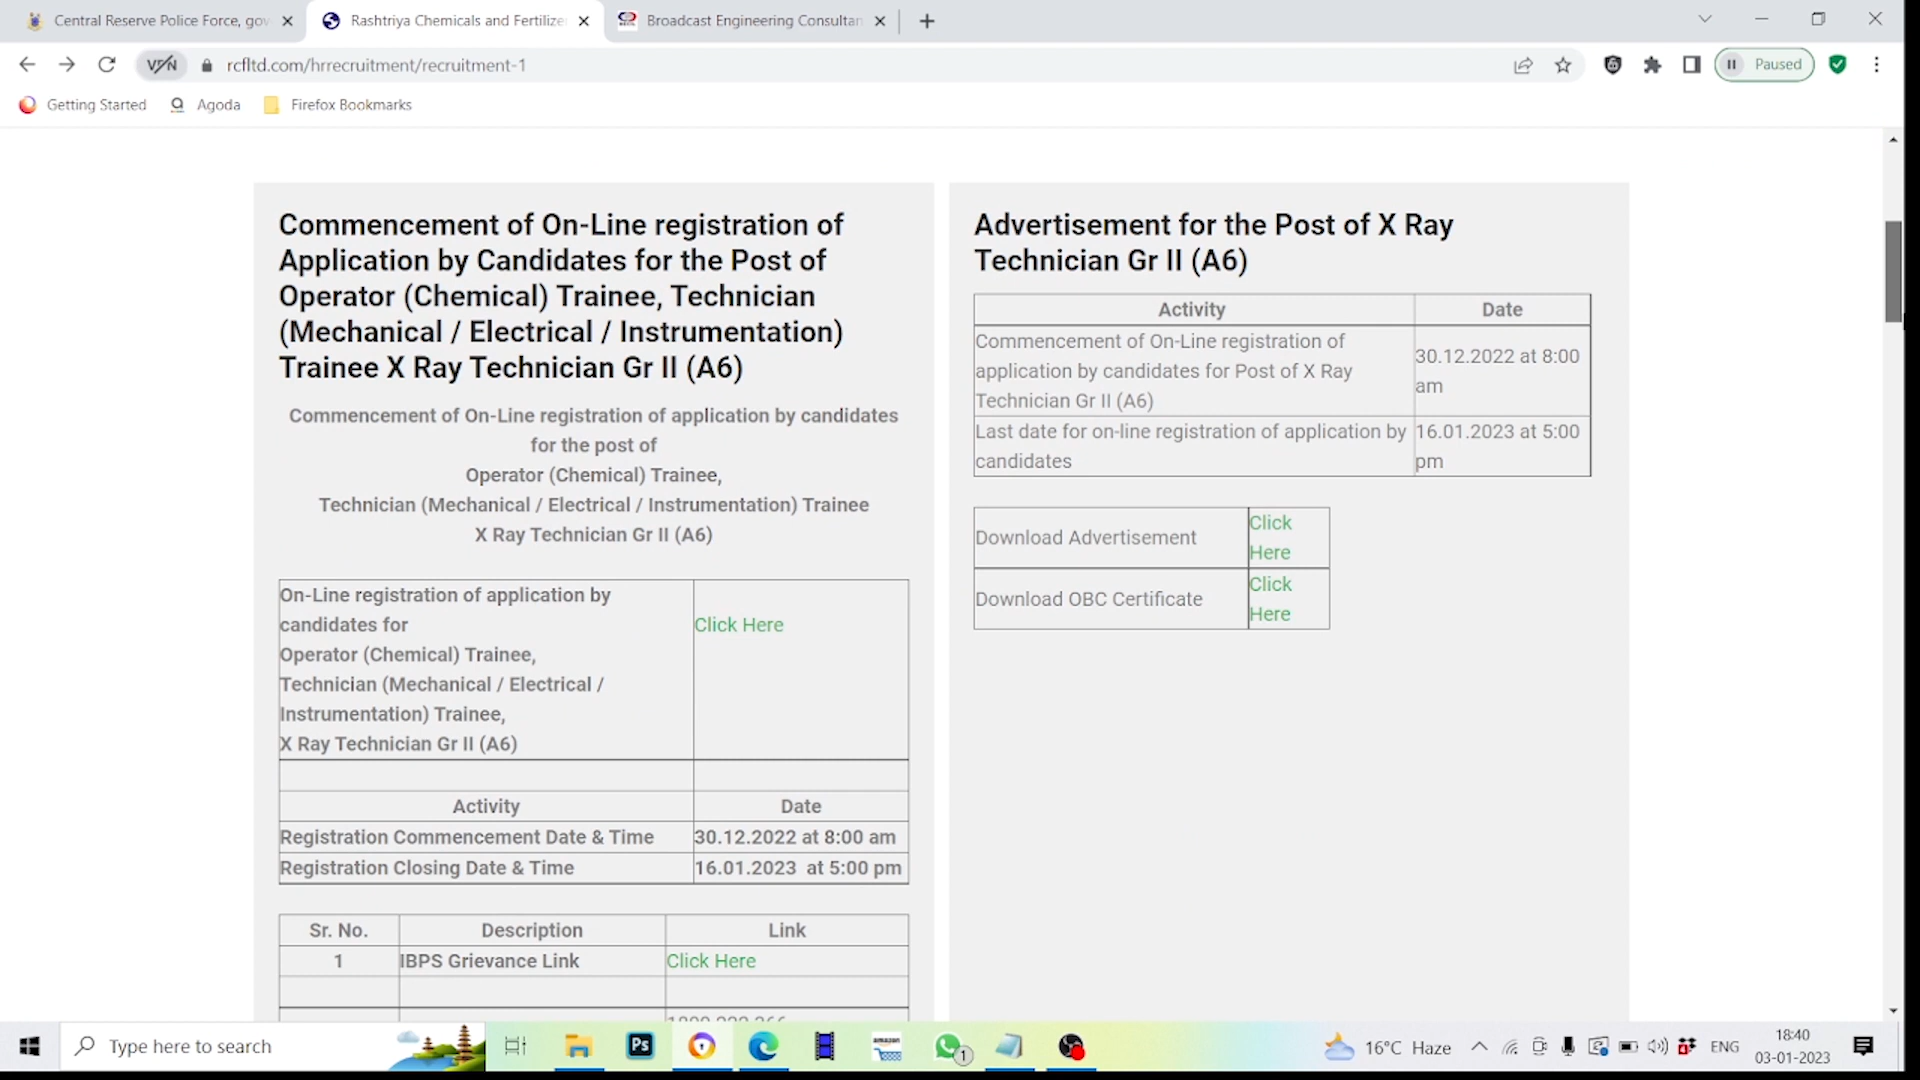 Central Reserve Police Force, gov
Rashtriya Chemicals and Fertilize
Broadcast Engineering Consultan
VPN
rcfltd.com/hrrecruitment/recruitment-1
Paused
Getting Started
Agoda
Firefox Bookmarks
Commencement of On-Line registration of
Application by Candidates for the Post of
Operator (Chemical) Trainee, Technician
(Mechanical / Electrical / Instrumentation)
Trainee X Ray Technician Gr II (A6)
Commencement of On-Line registration of application by candidates
for the post of
Operator (Chemical) Trainee,
Technician (Mechanical / Electrical / Instrumentation) Trainee
X Ray Technician Gr II (A6)
On-Line registration of application by
candidates for
Operator (Chemical) Trainee,
Technician (Mechanical / Electrical /
Instrumentation) Trainee,
X Ray Technician Gr II (A6)
Click Here
Activity Date
Registration Commencement Date & Time 30.12.2022 at 8:00 am
Registration Closing Date & Time 16.01.2023 at 5:00 pm
Sr. No. Description Link
1 IBPS Grievance Link Click Here
Advertisement for the Post of X Ray
Technician Gr II (A6)
Activity Date
Commencement of On-Line registration of
application by candidates for Post of X Ray
Technician Gr II (A6)
30.12.2022 at 8:00
am
Last date for on-line registration of application by
candidates
16.01.2023 at 5:00
pm
Download Advertisement
Click
Here
Download OBC Certificate
Click
Here
Type here to search
Ps
amazon
1
16°C Haze
ENG
18:40
03-01-2023